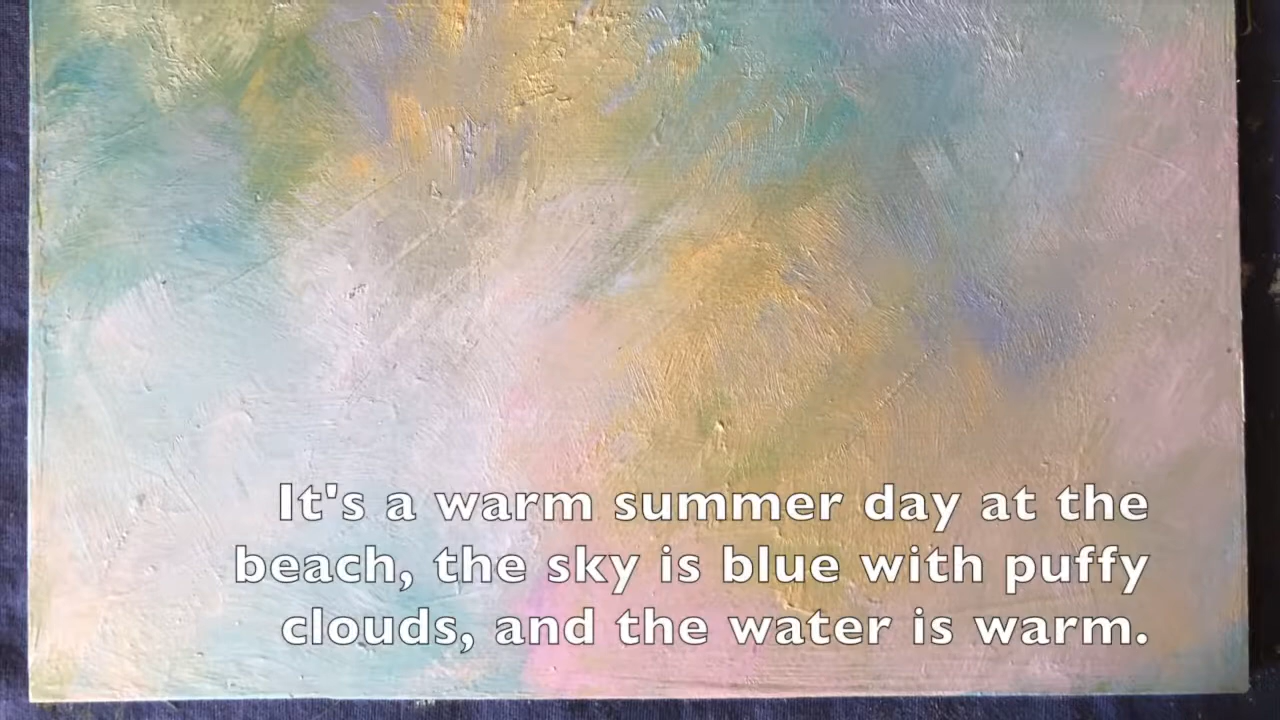 It's a warm summer day at the
beach, the sky is blue with puffy
clouds, and the water is warm.